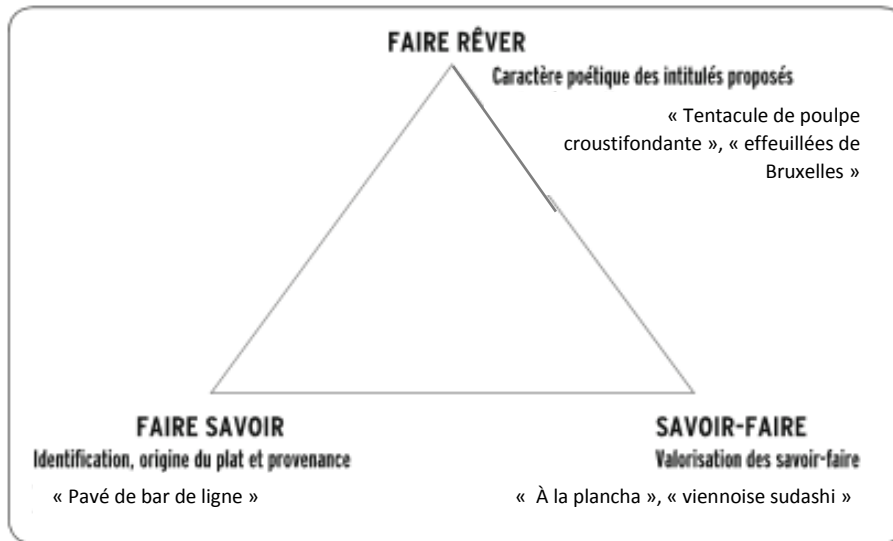 FAIRE RÊVER
Caractère poétique des intitulés proposés
« Tentacule de poulpe
croustifondante », « effeuillées de
Bruxelles »
FAIRE SAVOIR
Identification, origine du plat et provenance
« Pavé de bar de ligne »
SAVOIR-FAIRE
Valorisation des savoir-faire
« À la plancha », « viennoise sudashi »